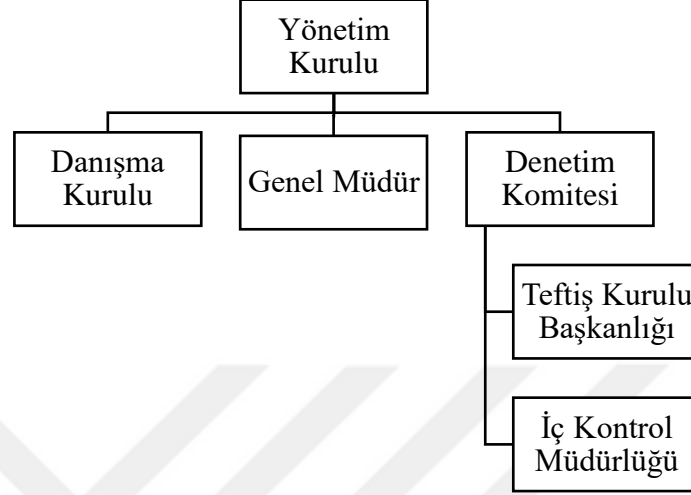 Yönetim
Kurulu
Danışma
Kurulu
Genel Müdür
Denetim
Komitesi
Teftiş Kurulu
Başkanlığı
İç Kontrol
Müdürlüğü